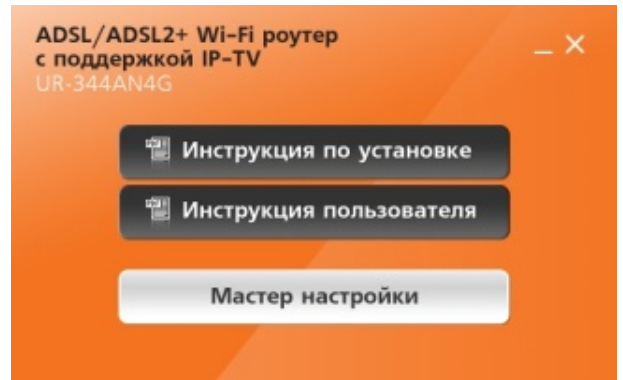 ADSL/ADSL2+ Wi-Fi роутер
с поддержкой IP-TV
UR-344AN4G
Инструкция по установке
Инструкция пользователя
Мастер настройки